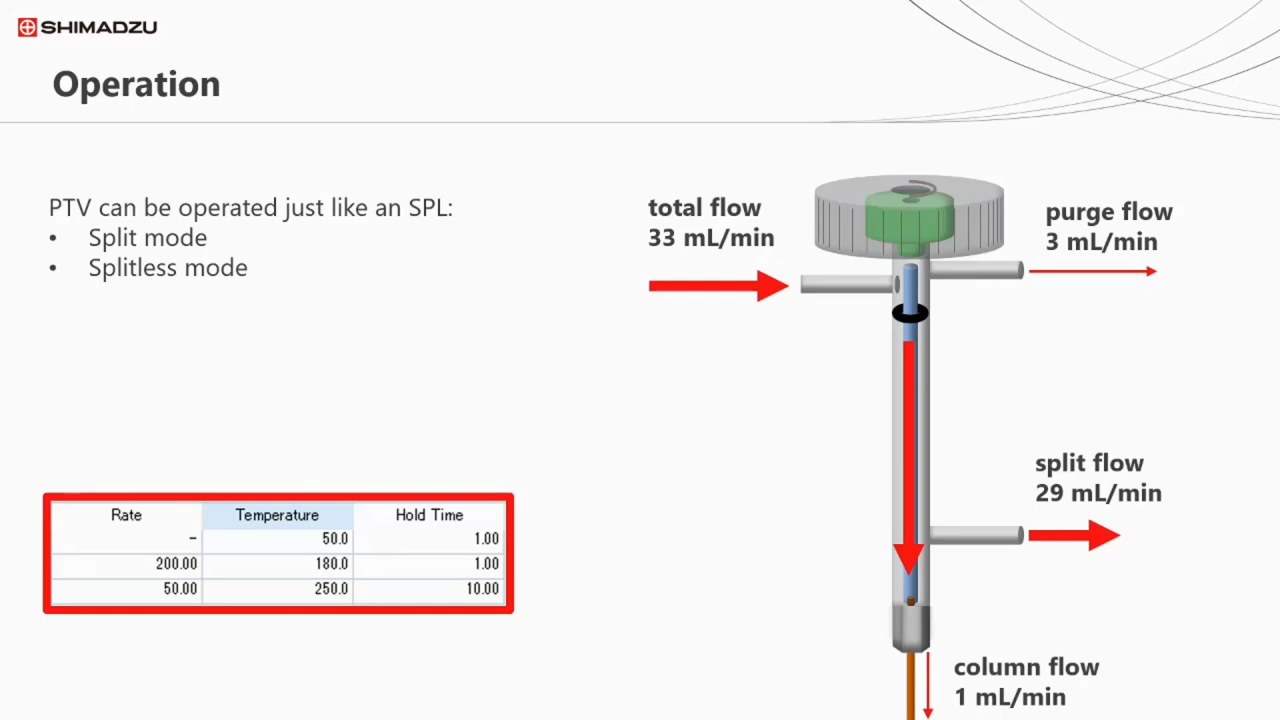 SHIMADZU
Operation
PTV can be operated just like an SPL:
• Split mode
• Splitless mode
total flow
33 mL/min
purge flow
3 mL/min
split flow
29 mL/min
column flow
1 mL/min
Rate Temperature Hold Time
– 50.0 1.00
200.00 180.0 1.00
50.00 250.0 10.00